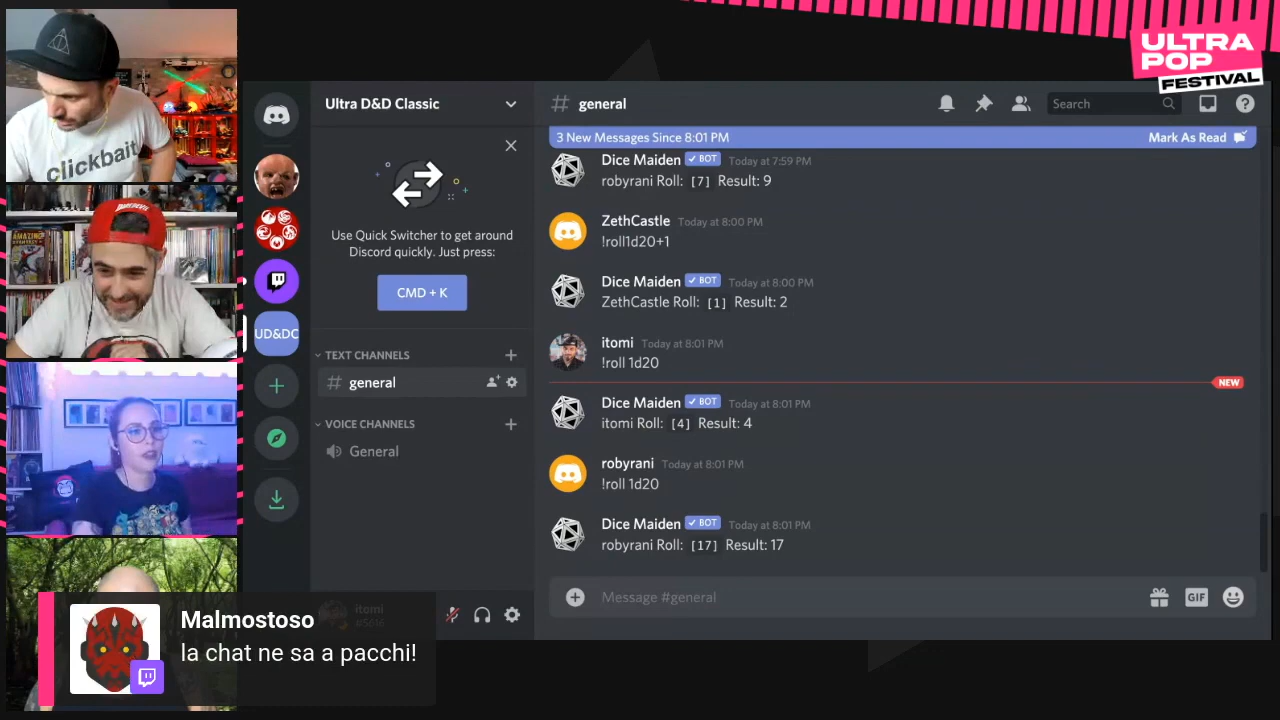 ULTRA
POP
FESTIVAL
clickbait
DAREDEVIL
AMAZING
Ultra D&D Classic
Use Quick Switcher to get around
Discord quickly. Just press:
CMD + K
TEXT CHANNELS
# general
VOICE CHANNELS
General
UD&DC
itomi
#5616
# general
Search
3 New Messages Since 8:01 PM
Mark As Read
Dice Maiden ✓ BOT Today at 7:59 PM
robyrani Roll: [7] Result: 9
ZethCastle Today at 8:00 PM
!roll1d20+1
Dice Maiden ✓ BOT Today at 8:00 PM
ZethCastle Roll: [1] Result: 2
itomi Today at 8:01 PM
!roll 1d20
NEW
Dice Maiden ✓ BOT Today at 8:01 PM
itomi Roll: [4] Result: 4
robyrani Today at 8:01 PM
!roll 1d20
Dice Maiden ✓ BOT Today at 8:01 PM
robyrani Roll: [17] Result: 17
Message #general
GIF
Malmostoso
la chat ne sa a pacchi!